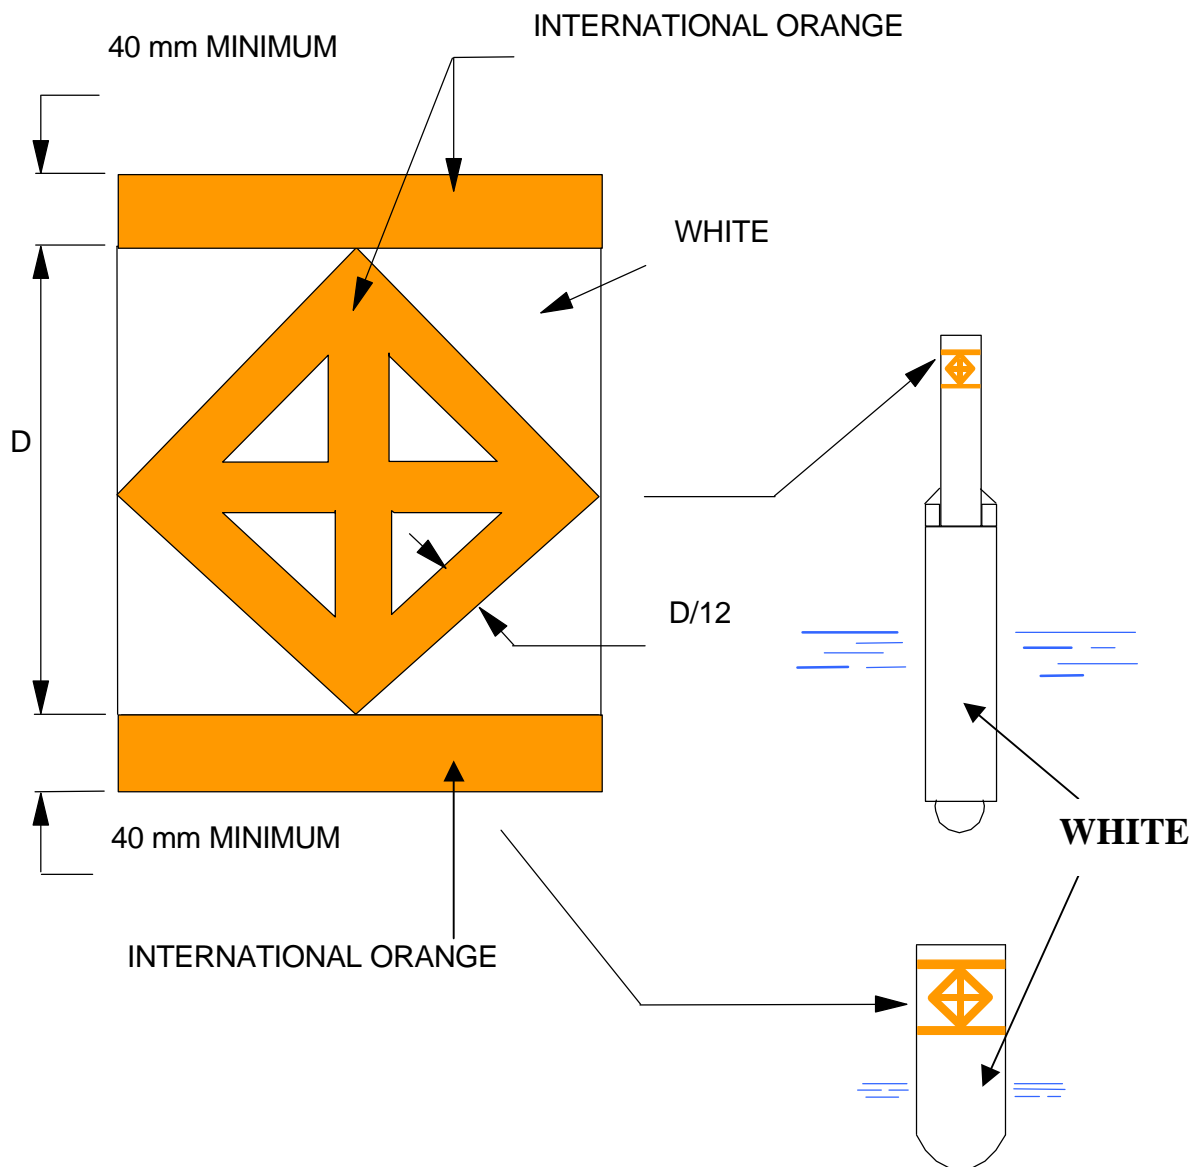 INTERNATIONAL ORANGE
40 mm MINIMUM
WHITE
D
D/12
WHITE
40 mm MINIMUM
INTERNATIONAL ORANGE